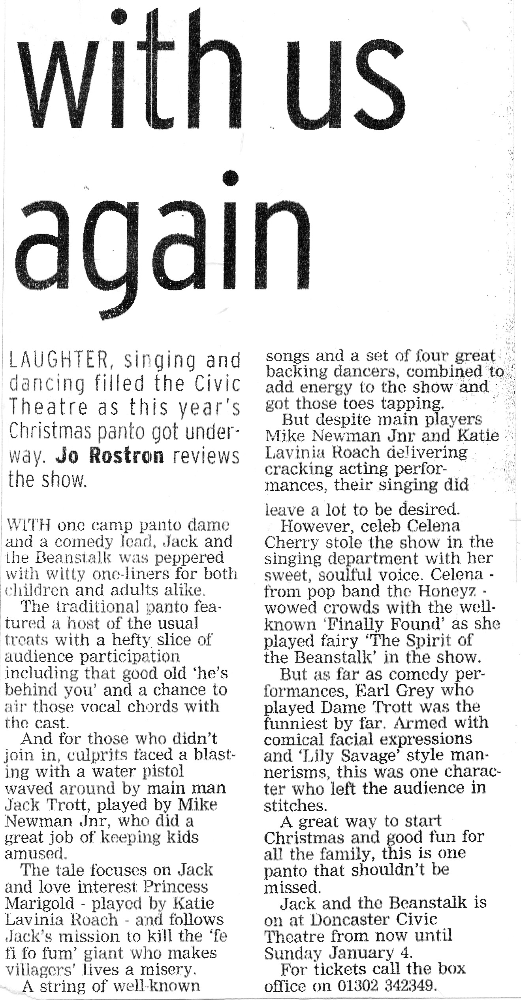 with us
again
LAUGHTER, singing and
dancing filled the Civic
Theatre as this year's
Christmas panto got under-
way. Jo Rostron reviews
the show.
WITH one camp panto dame
and a comedy lead, Jack and
the Beanstalk was peppered
with witty one-liners for both
children and adults alike.
The traditional panto fea-
tured a host of the usual
treats with a hefty slice of
audience participation
including that good old 'he's
behind you' and a chance to
air those vocal chords with
the cast.
And for those who didn't
join in, culprits faced a blast-
ing with a water pistol
waved around by main man
Jack Trott, played by Mike
Newman Jnr, who did a
great job of keeping kids
amused.
The tale focuses on Jack
and love interest Princess
Marigold - played by Katie
Lavinia Roach - and follows
Jack's mission to kill the 'fe
fi fo fum' giant who makes
villagers' lives a misery.
A string of well-known
songs and a set of four great
backing dancers, combined to
add energy to the show and
got those toes tapping.
But despite main players
Mike Newman Jnr and Katie
Lavinia Roach delivering
cracking acting perfor-
mances, their singing did
leave a lot to be desired.
However, celeb Celena
Cherry stole the show in the
singing department with her
sweet, soulful voice. Celena -
from pop band the Honeyz -
wowed crowds with the well-
known 'Finally Found' as she
played fairy 'The Spirit of
the Beanstalk' in the show.
But as far as comedy per-
formances, Earl Grey who
played Dame Trott was the
funniest by far. Armed with
comical facial expressions
and 'Lily Savage' style man-
nerisms, this was one charac-
ter who left the audience in
stitches.
A great way to start
Christmas and good fun for
all the family, this is one
panto that shouldn't be
missed.
Jack and the Beanstalk is
on at Doncaster Civic
Theatre from now until
Sunday January 4.
For tickets call the box
office on 01302 342349.